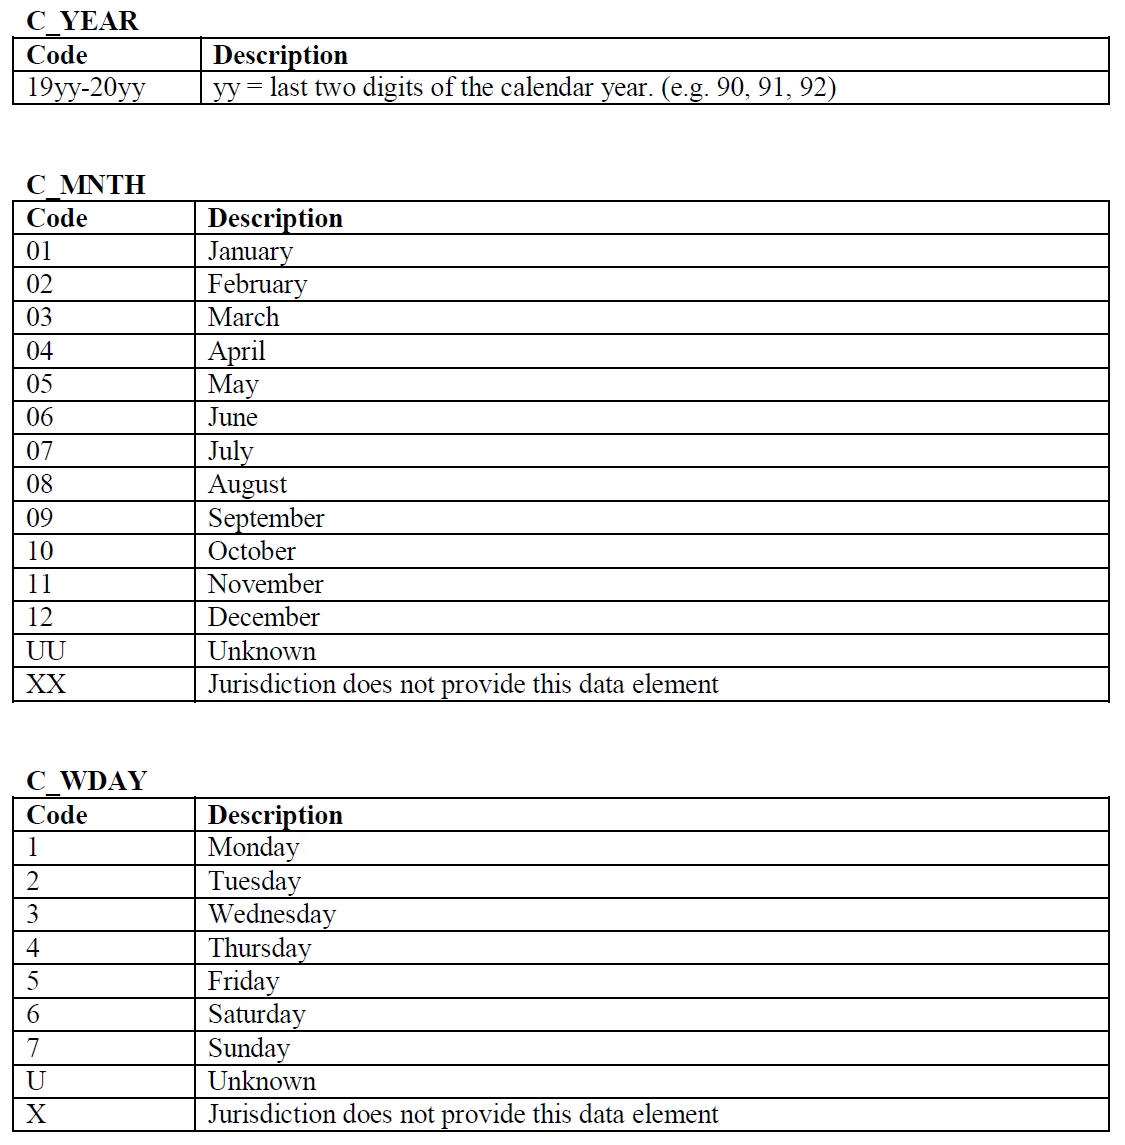 C_YEAR
Code Description
19yy-20yy yy = last two digits of the calendar year. (e.g. 90, 91, 92)
C_MNTH
Code Description
01 January
02 February
03 March
04 April
05 May
06 June
07 July
08 August
09 September
10 October
11 November
12 December
UU Unknown
XX Jurisdiction does not provide this data element
C_WDAY
Code Description
1 Monday
2 Tuesday
3 Wednesday
4 Thursday
5 Friday
6 Saturday
7 Sunday
U Unknown
X Jurisdiction does not provide this data element